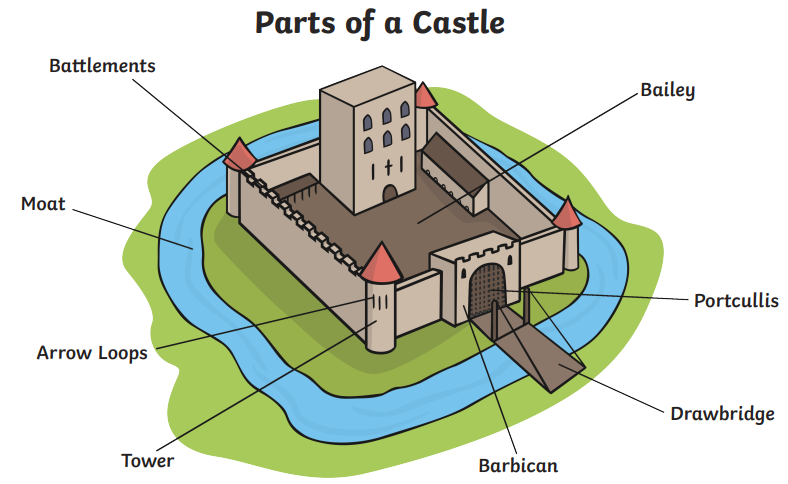 Parts of a Castle
Battlements
Bailey
Moat
Portcullis
Arrow Loops
Drawbridge
Tower
Barbican